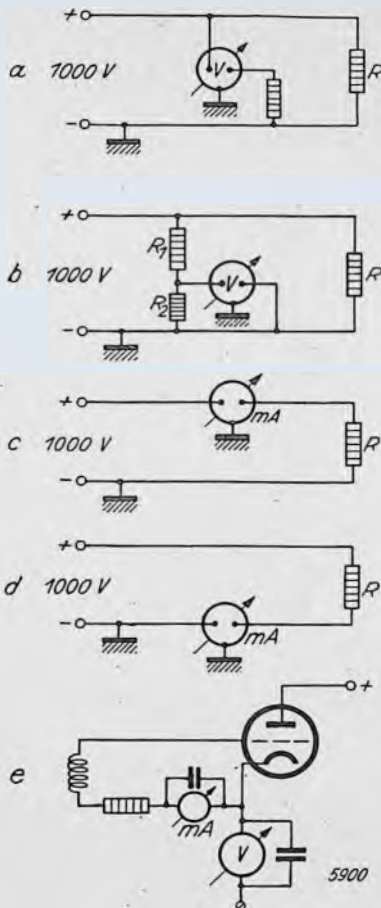 +
V
a 1000 V R
-
+
R1
b 1000 V V R
R2
-
+
c 1000 V mA R
-
+
d 1000 V R
- mA
+
e
mA
V
5900